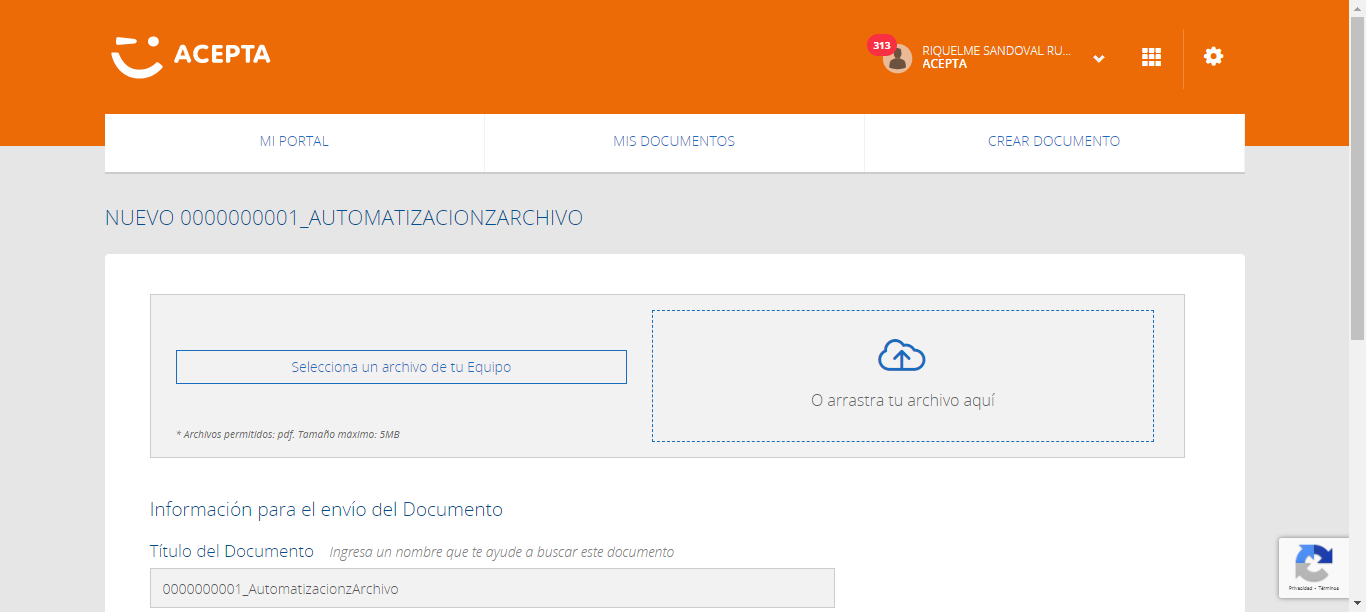 ACEPTA
313
RIQUELME SANDOVAL RU...
ACEPTA
MI PORTAL
MIS DOCUMENTOS
CREAR DOCUMENTO
NUEVO 0000000001_AUTOMATIZACIONZARCHIVO
Selecciona un archivo de tu Equipo
* Archivos permitidos: pdf. Tamaño máximo: 5MB
O arrastra tu archivo aquí
Información para el envío del Documento
Título del Documento Ingresa un nombre que te ayude a buscar este documento
0000000001_AutomatizacionzArchivo
Privacidad - Términos